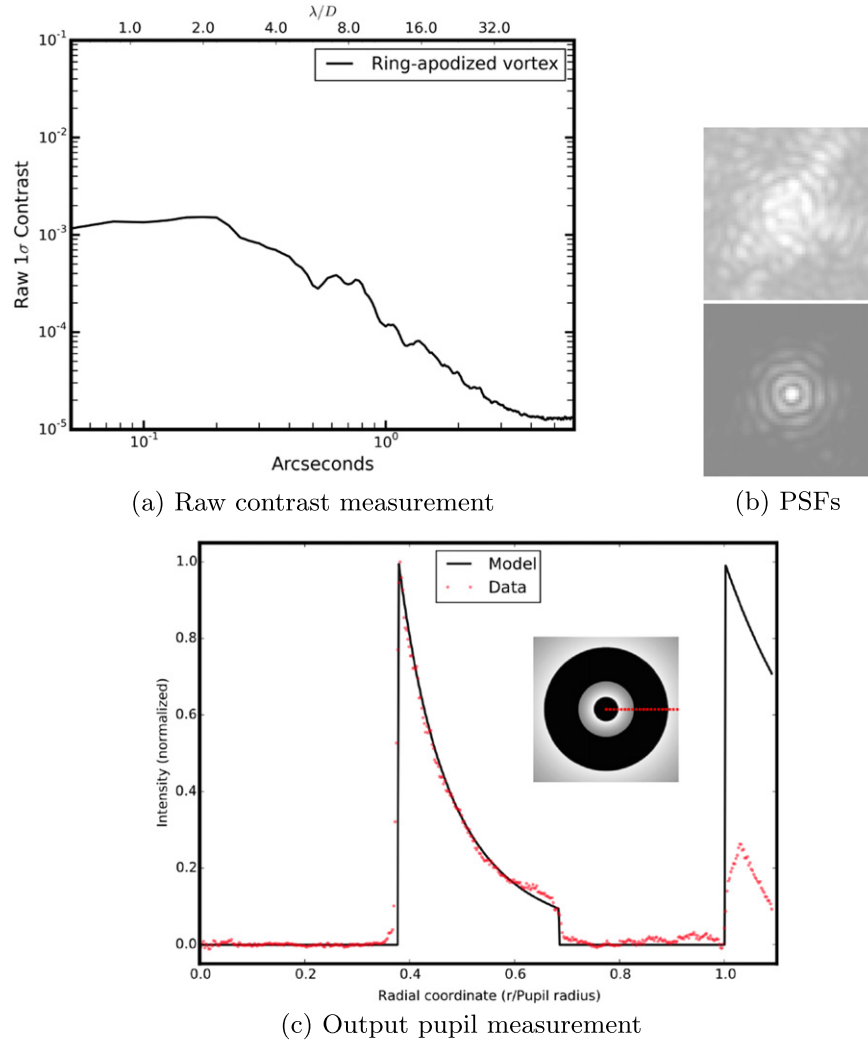 λ/D
1.0 2.0 4.0 8.0 16.0 32.0
10^-1
Ring-apodized vortex
10^-2
Raw 1σ Contrast
10^-3
10^-4
10^-5
10^-1 10^0
Arcseconds
(a) Raw contrast measurement
(b) PSFs
1.0
Model
Data
0.8
0.6
Intensity (normalized)
0.4
0.2
0.0
0.0 0.2 0.4 0.6 0.8 1.0
Radial coordinate (r/Pupil radius)
(c) Output pupil measurement